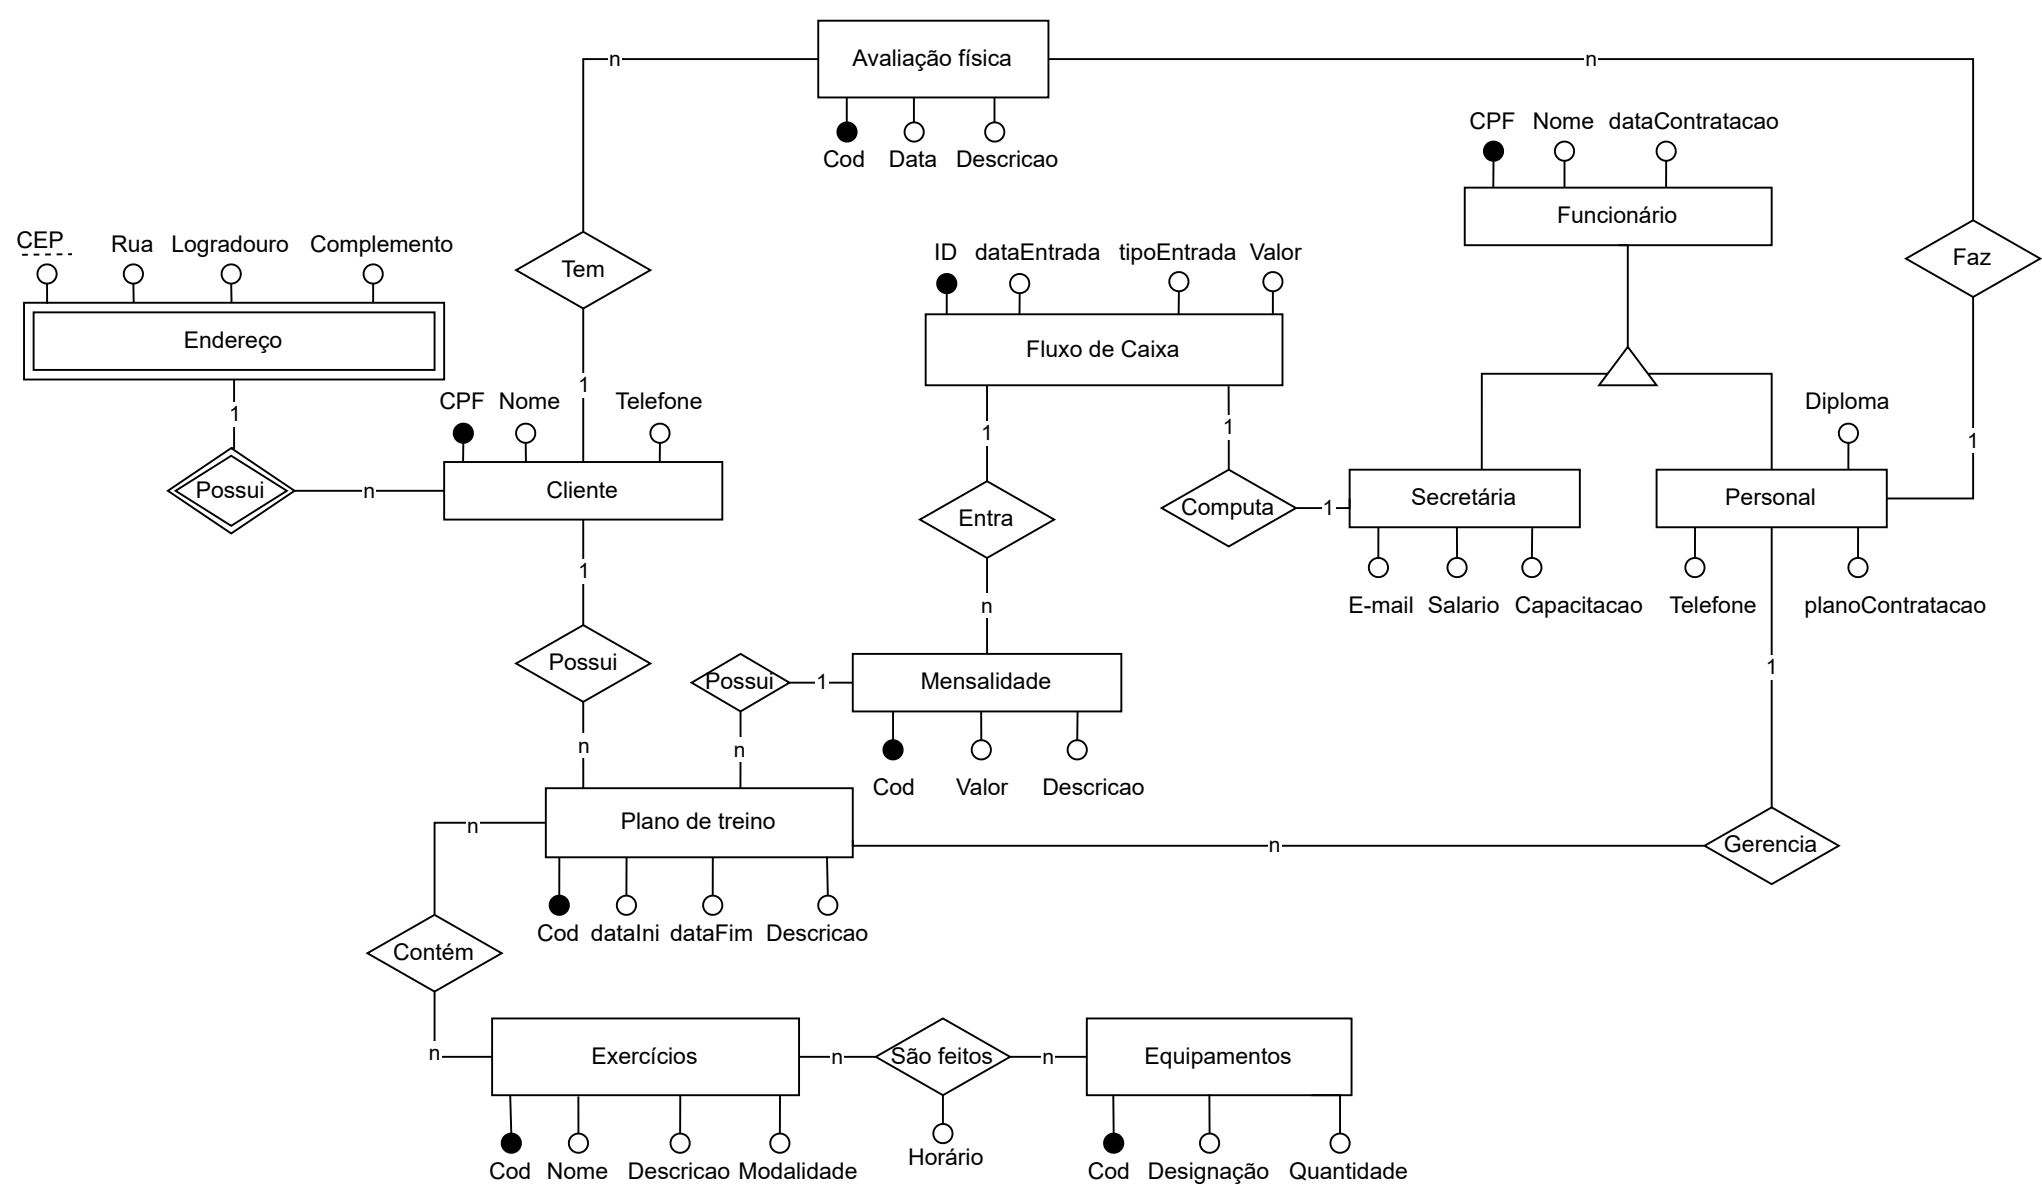 n
Avaliação física
n
Cod Data Descricao
CPF Nome dataContratacao
Funcionário
CEP Rua Logradouro Complemento
Tem
ID dataEntrada tipoEntrada Valor
Faz
Endereço
Fluxo de Caixa
1
1
CPF Nome Telefone
Diploma
1
1
1
Possui
n
Cliente
Entra
Computa
1
Secretária
Personal
1
n
E-mail Salario Capacitacao
Telefone planoContratacao
Possui
Possui
1
Mensalidade
1
n
n
Cod Valor Descricao
n
Plano de treino
n
Gerencia
Cod dataIni dataFim Descricao
Contém
n
Exercícios
n
São feitos
n
Equipamentos
Cod Nome Descricao Modalidade
Horário
Cod Designação Quantidade